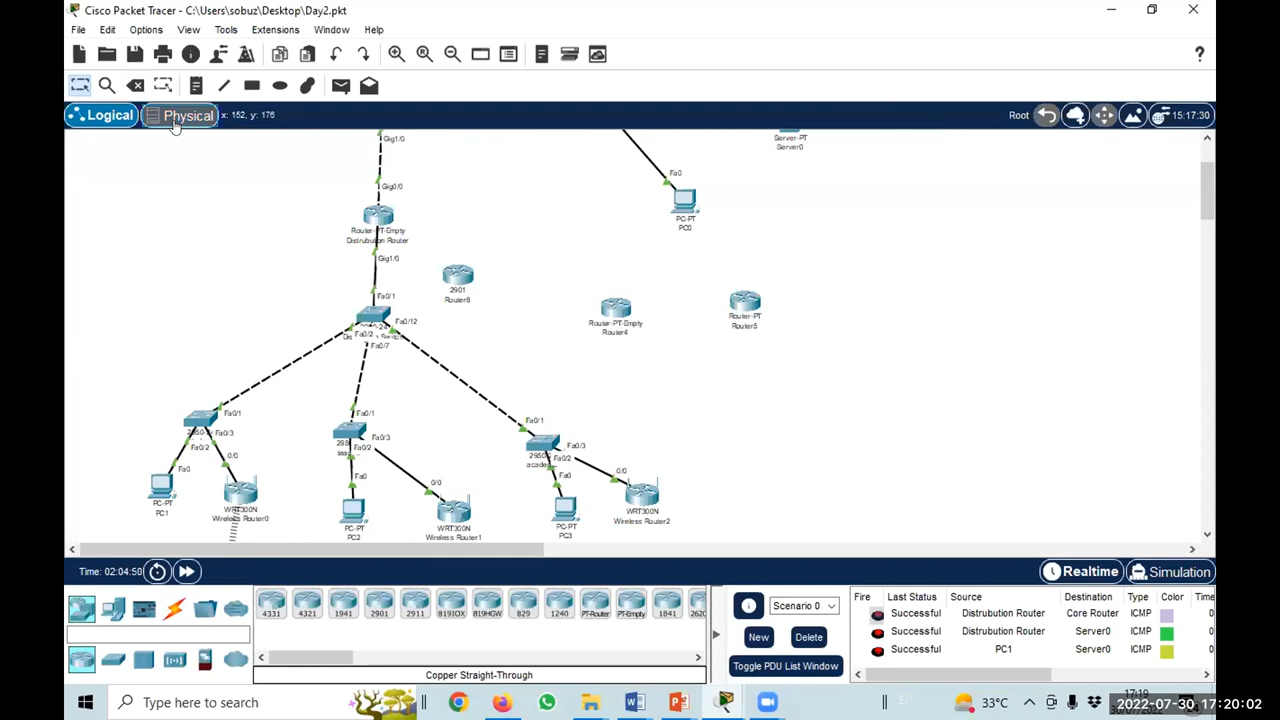 Cisco Packet Tracer - C:\Users\sobuz\Desktop\Day2.pkt
File Edit Options View Tools Extensions Window Help
?
Logical Physical x: 152, y: 176 Root 15:17:30
Gig1/0
Server-PT
Server0
Fa0
Gig0/0
PC-PT
PC0
Router-PT-Empty
Distrubution Router
Gig1/0
2901
Router6
Fa0/1
Router-PT-Empty
Router4
Router-PT
Router5
Fa0/12
Fa0/2
Fa0/7
Fa0/1
Fa0/3
Fa0/2
0/0
Fa0
PC-PT
PC1
WRT300N
Wireless Router0
Fa0/1
Fa0/3
Fa0/2
0/0
Fa0
PC-PT
PC2
WRT300N
Wireless Router1
Fa0/1
Fa0/3
Fa0/2
0/0
Fa0
PC-PT
PC3
WRT300N
Wireless Router2
Time: 02:04:50 Realtime Simulation
4331 4321 1941 2901 2911 819IOX 819HGW 829 1240 PT-Router PT-Empty 1841 2620
Copper Straight-Through
Scenario 0
New Delete
Toggle PDU List Window
Fire Last Status Source Destination Type Color Time
Successful Distrubution Router Core Router ICMP 0
Successful Distrubution Router Server0 ICMP 0
Successful PC1 Server0 ICMP 0
Type here to search 33°C 17:19
2022-07-30 17:20:02